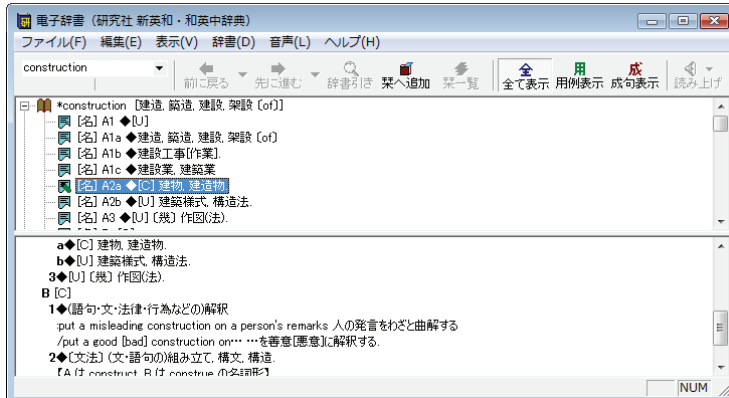 電子辞書（研究社 新英和・和英中辞典）
ファイル(F) 編集(E) 表示(V) 辞書(D) 音声(L) ヘルプ(H)
construction 前に戻る 先に進む 辞書引き 栞へ追加 栞一覧 全 全て表示 用 用例表示 成 成句表示 読み上げ
*construction [建造, 築造, 建設, 架設〔of〕]
[名] A1 ◆[U]
[名] A1a ◆建造, 築造, 建設, 架設〔of〕
[名] A1b ◆建設工事[作業].
[名] A1c ◆建設業, 建築業
[名] A2a ◆[C] 建物, 建造物.
[名] A2b ◆[U] 建築様式, 構造法.
[名] A3 ◆[U]〔幾〕作図(法).
a◆[C] 建物, 建造物.
b◆[U] 建築様式, 構造法.
3◆[U]〔幾〕作図(法).
B [C]
1◆(語句・文・法律・行為などの)解釈
:put a misleading construction on a person's remarks 人の発言をわざと曲解する
/put a good [bad] construction on… …を善意[悪意]に解釈する.
2◆〔文法〕(文・語句の)組み立て, 構文, 構造.
【A は construct, B は construe の名詞形】
NUM